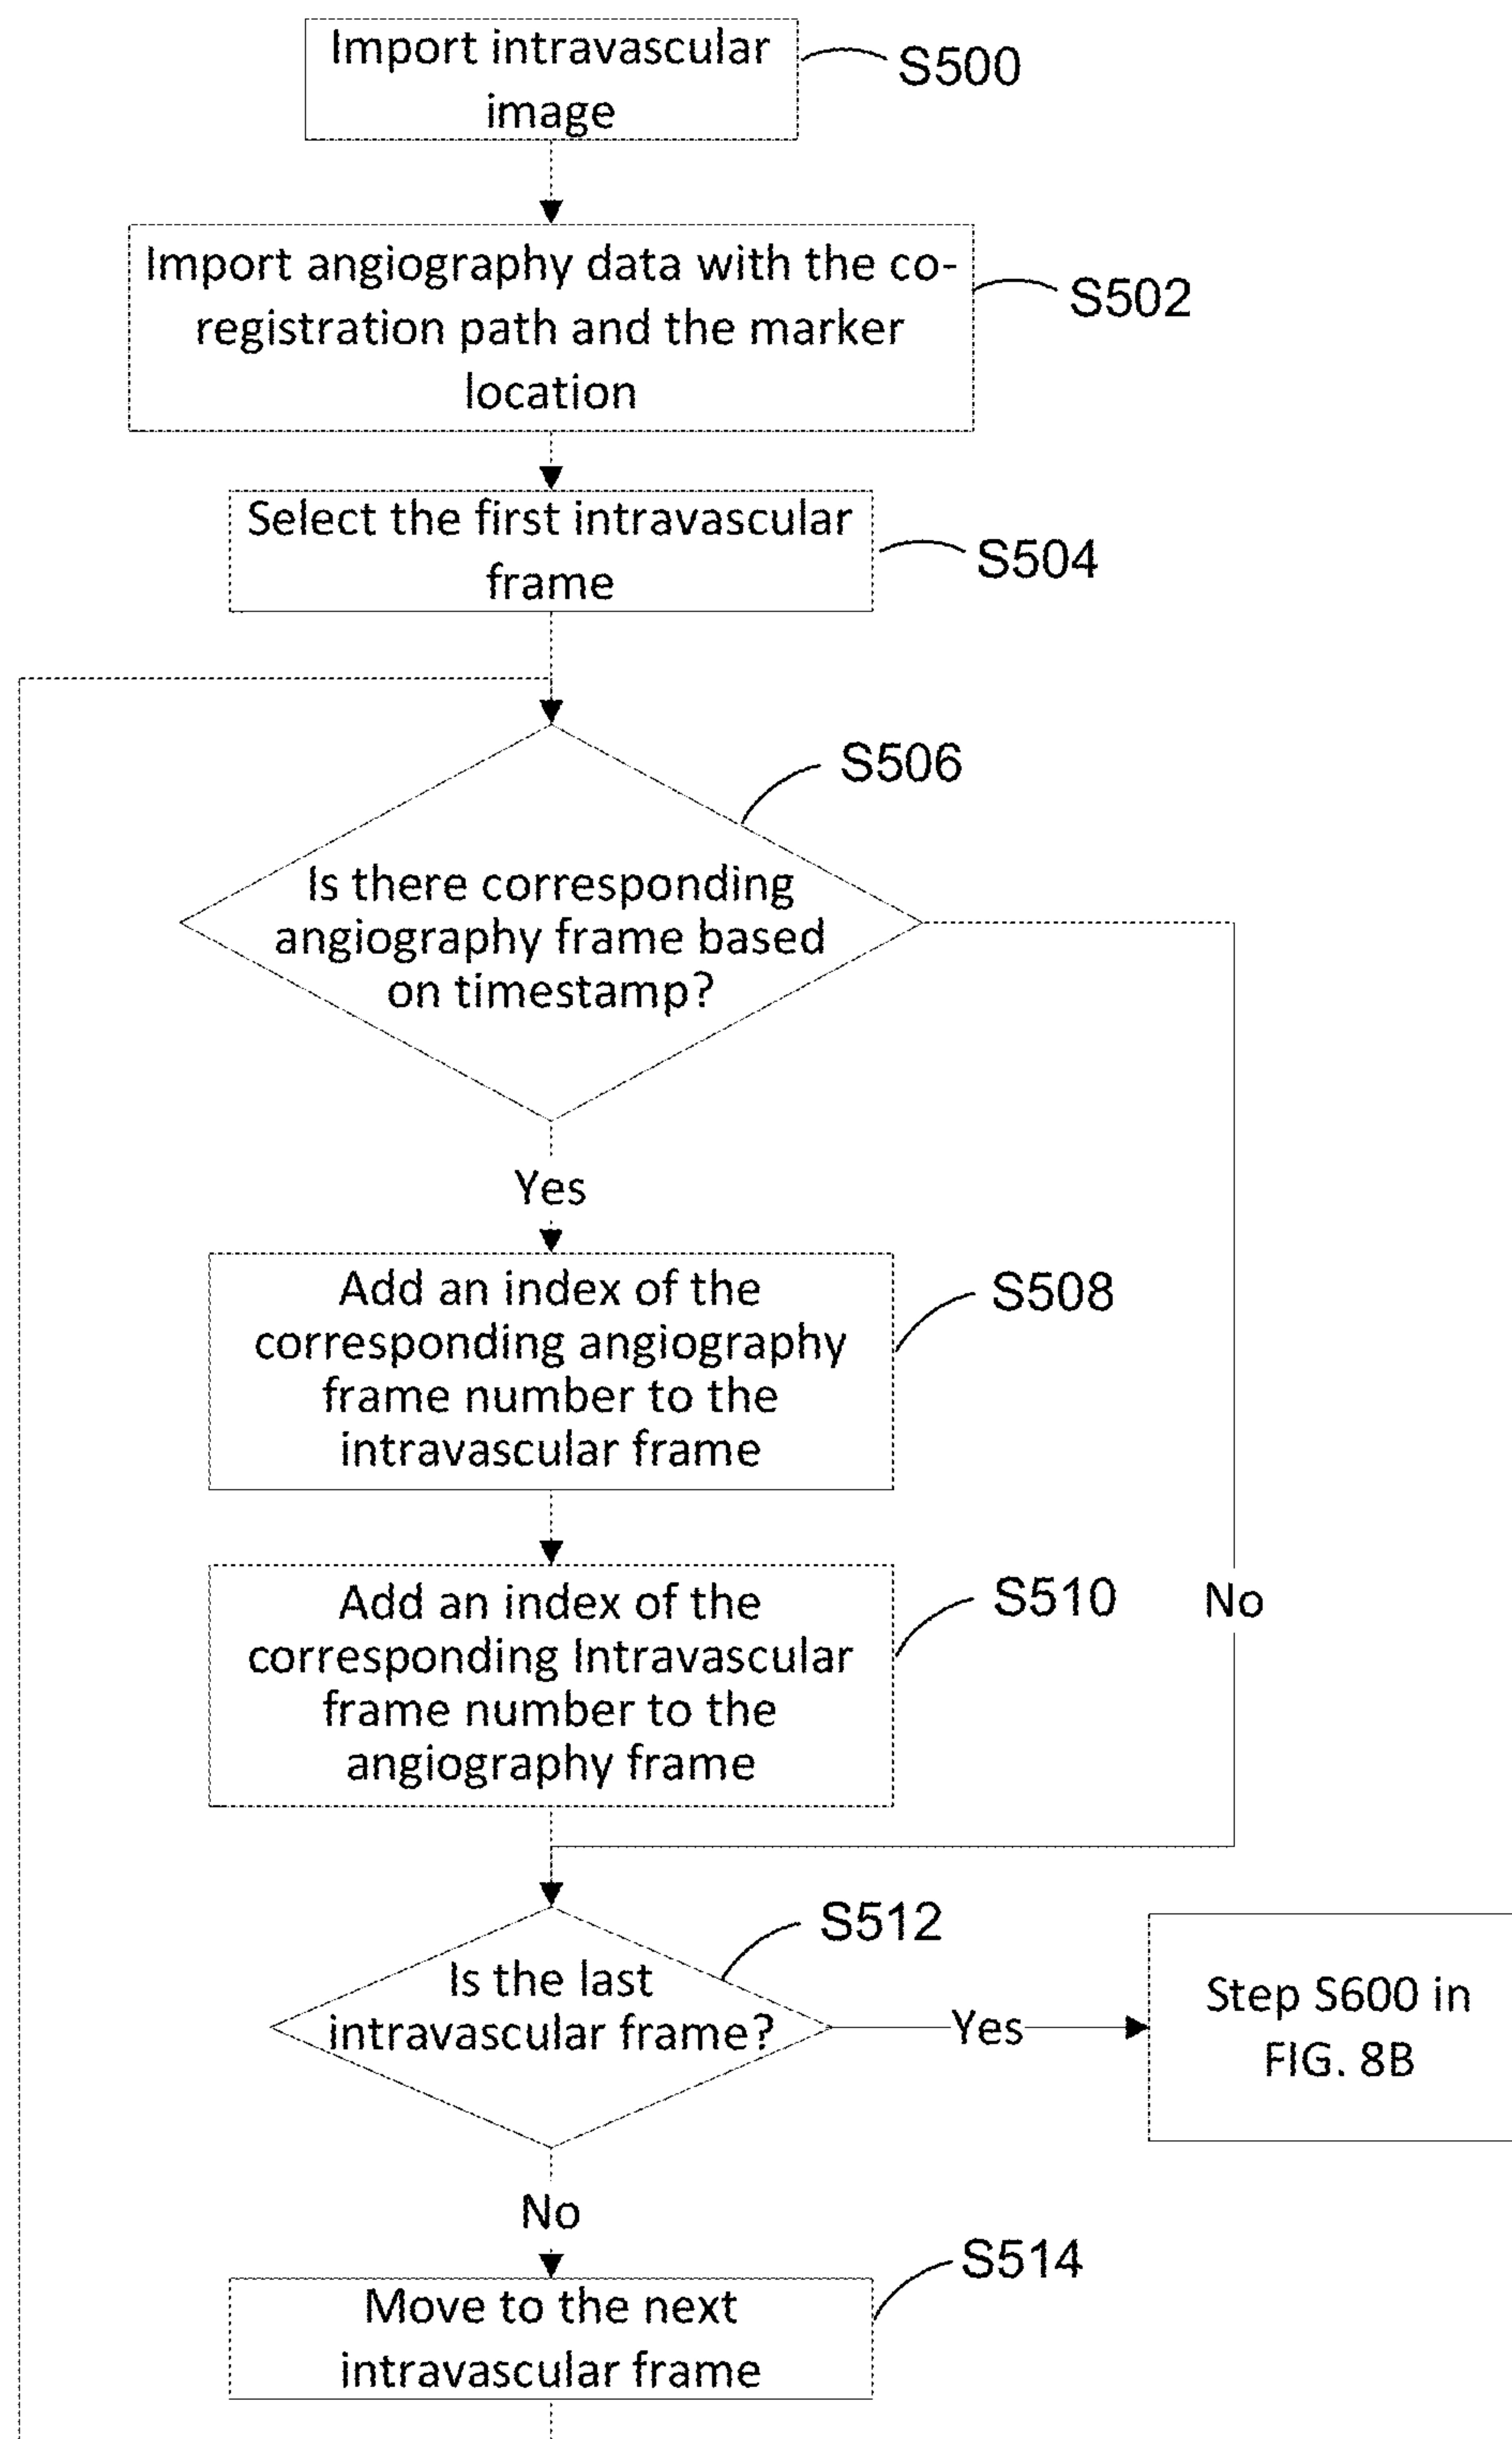 Import intravascular
image
S500
Import angiography data with the co-
registration path and the marker
location
S502
Select the first intravascular
frame
S504
S506
Is there corresponding
angiography frame based
on timestamp?
Yes
Add an index of the
corresponding angiography
frame number to the
intravascular frame
S508
Add an index of the
corresponding Intravascular
frame number to the
angiography frame
S510
No
S512
Is the last
intravascular frame?
Yes
Step S600 in
FIG. 8B
No
S514
Move to the next
intravascular frame